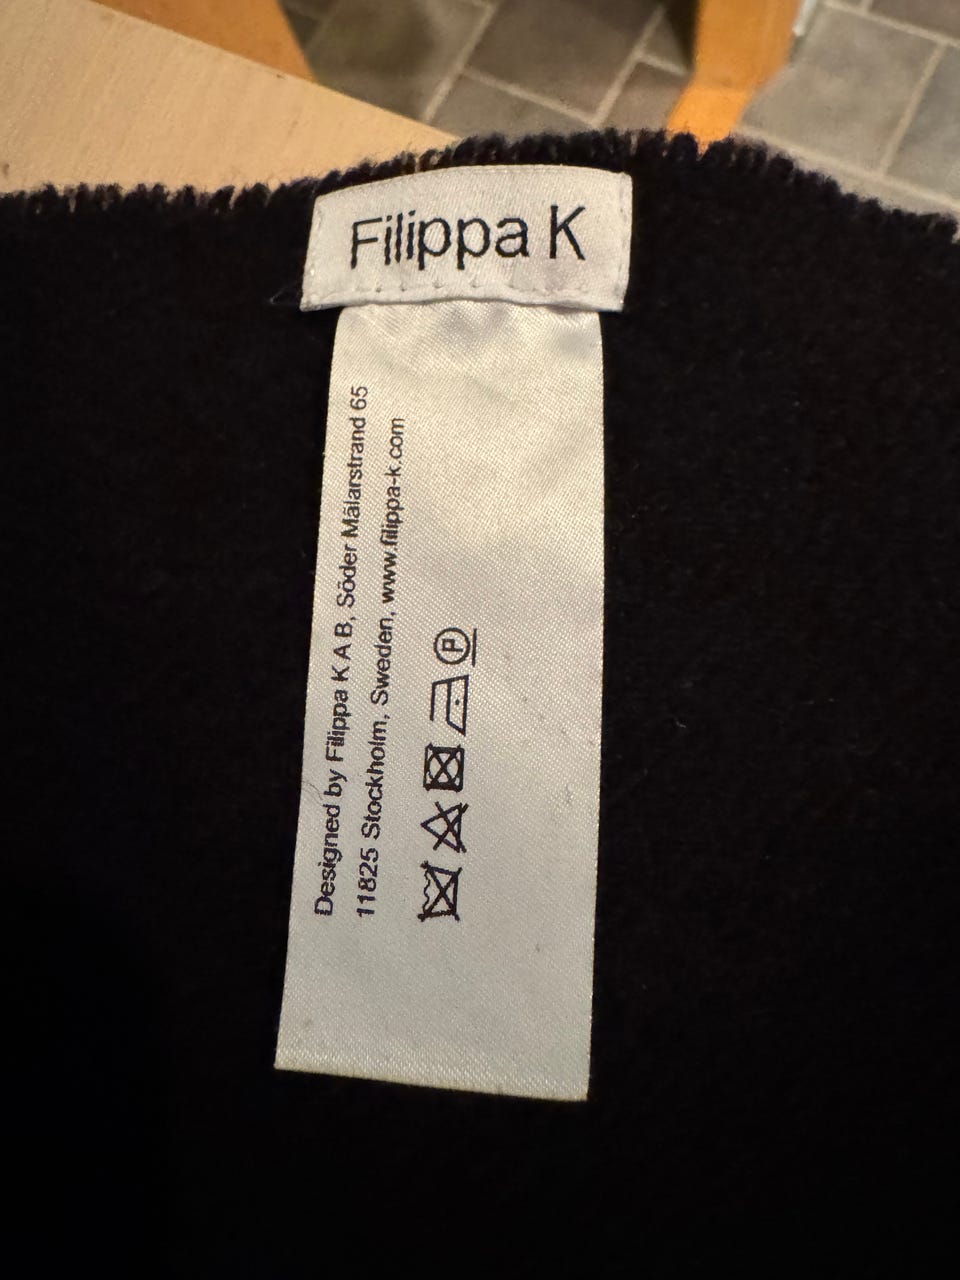 Filippa K
Designed by Filippa K A B, Söder Mälarstrand 65
11825 Stockholm, Sweden, www.filippa-k.com
P